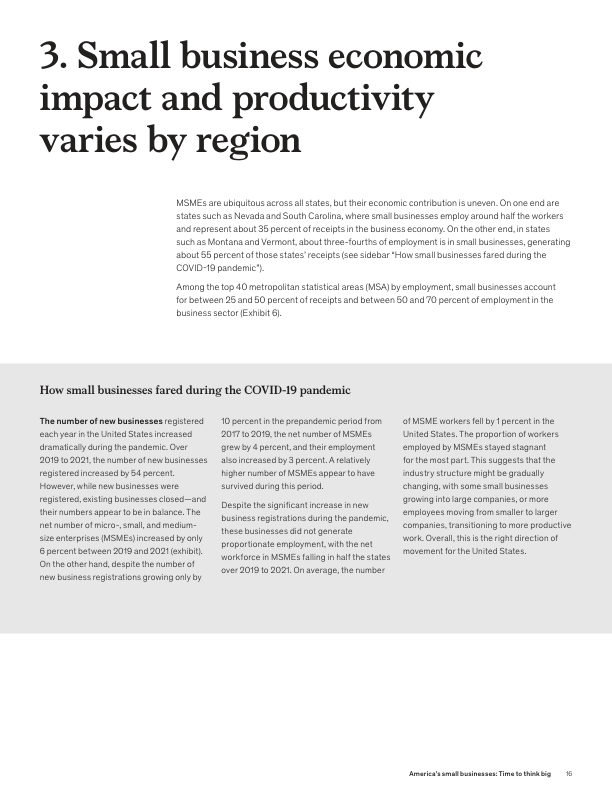 3. Small business economic
impact and productivity
varies by region
MSMEs are ubiquitous across all states, but their economic contribution is uneven. On one end are
states such as Nevada and South Carolina, where small businesses employ around half the workers
and represent about 35 percent of receipts in the business economy. On the other end, in states
such as Montana and Vermont, about three-fourths of employment is in small businesses, generating
about 55 percent of those states’ receipts (see sidebar “How small businesses fared during the
COVID-19 pandemic”).
Among the top 40 metropolitan statistical areas (MSA) by employment, small businesses account
for between 25 and 50 percent of receipts and between 50 and 70 percent of employment in the
business sector (Exhibit 6).
How small businesses fared during the COVID-19 pandemic
The number of new businesses registered
each year in the United States increased
dramatically during the pandemic. Over
2019 to 2021, the number of new businesses
registered increased by 54 percent.
However, while new businesses were
registered, existing businesses closed—and
their numbers appear to be in balance. The
net number of micro-, small, and medium-
size enterprises (MSMEs) increased by only
6 percent between 2019 and 2021 (exhibit).
On the other hand, despite the number of
new business registrations growing only by
10 percent in the prepandemic period from
2017 to 2019, the net number of MSMEs
grew by 4 percent, and their employment
also increased by 3 percent. A relatively
higher number of MSMEs appear to have
survived during this period.
Despite the significant increase in new
business registrations during the pandemic,
these businesses did not generate
proportionate employment, with the net
workforce in MSMEs falling in half the states
over 2019 to 2021. On average, the number
of MSME workers fell by 1 percent in the
United States. The proportion of workers
employed by MSMEs stayed stagnant
for the most part. This suggests that the
industry structure might be gradually
changing, with some small businesses
growing into large companies, or more
employees moving from smaller to larger
companies, transitioning to more productive
work. Overall, this is the right direction of
movement for the United States.
America’s small businesses: Time to think big 16